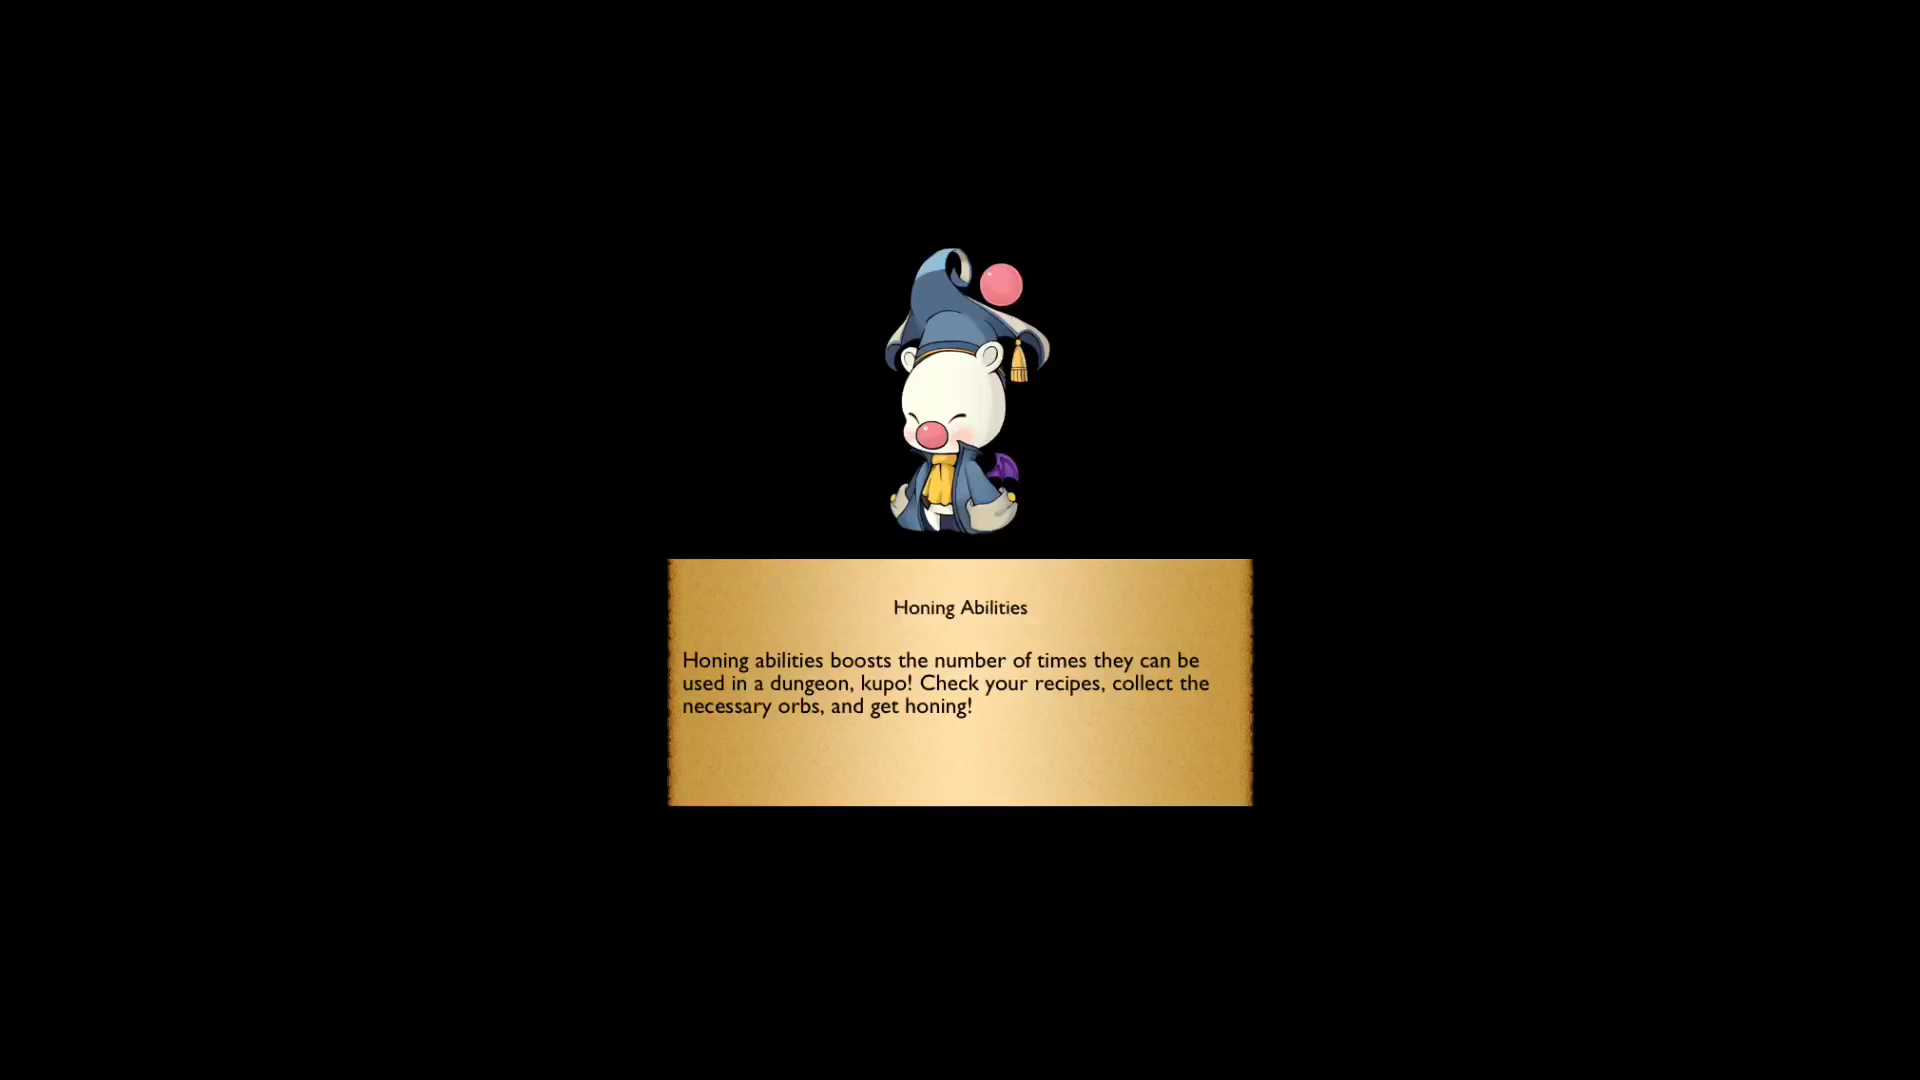 Honing Abilities
Honing abilities boosts the number of times they can be
used in a dungeon, kupo! Check your recipes, collect the
necessary orbs, and get honing!